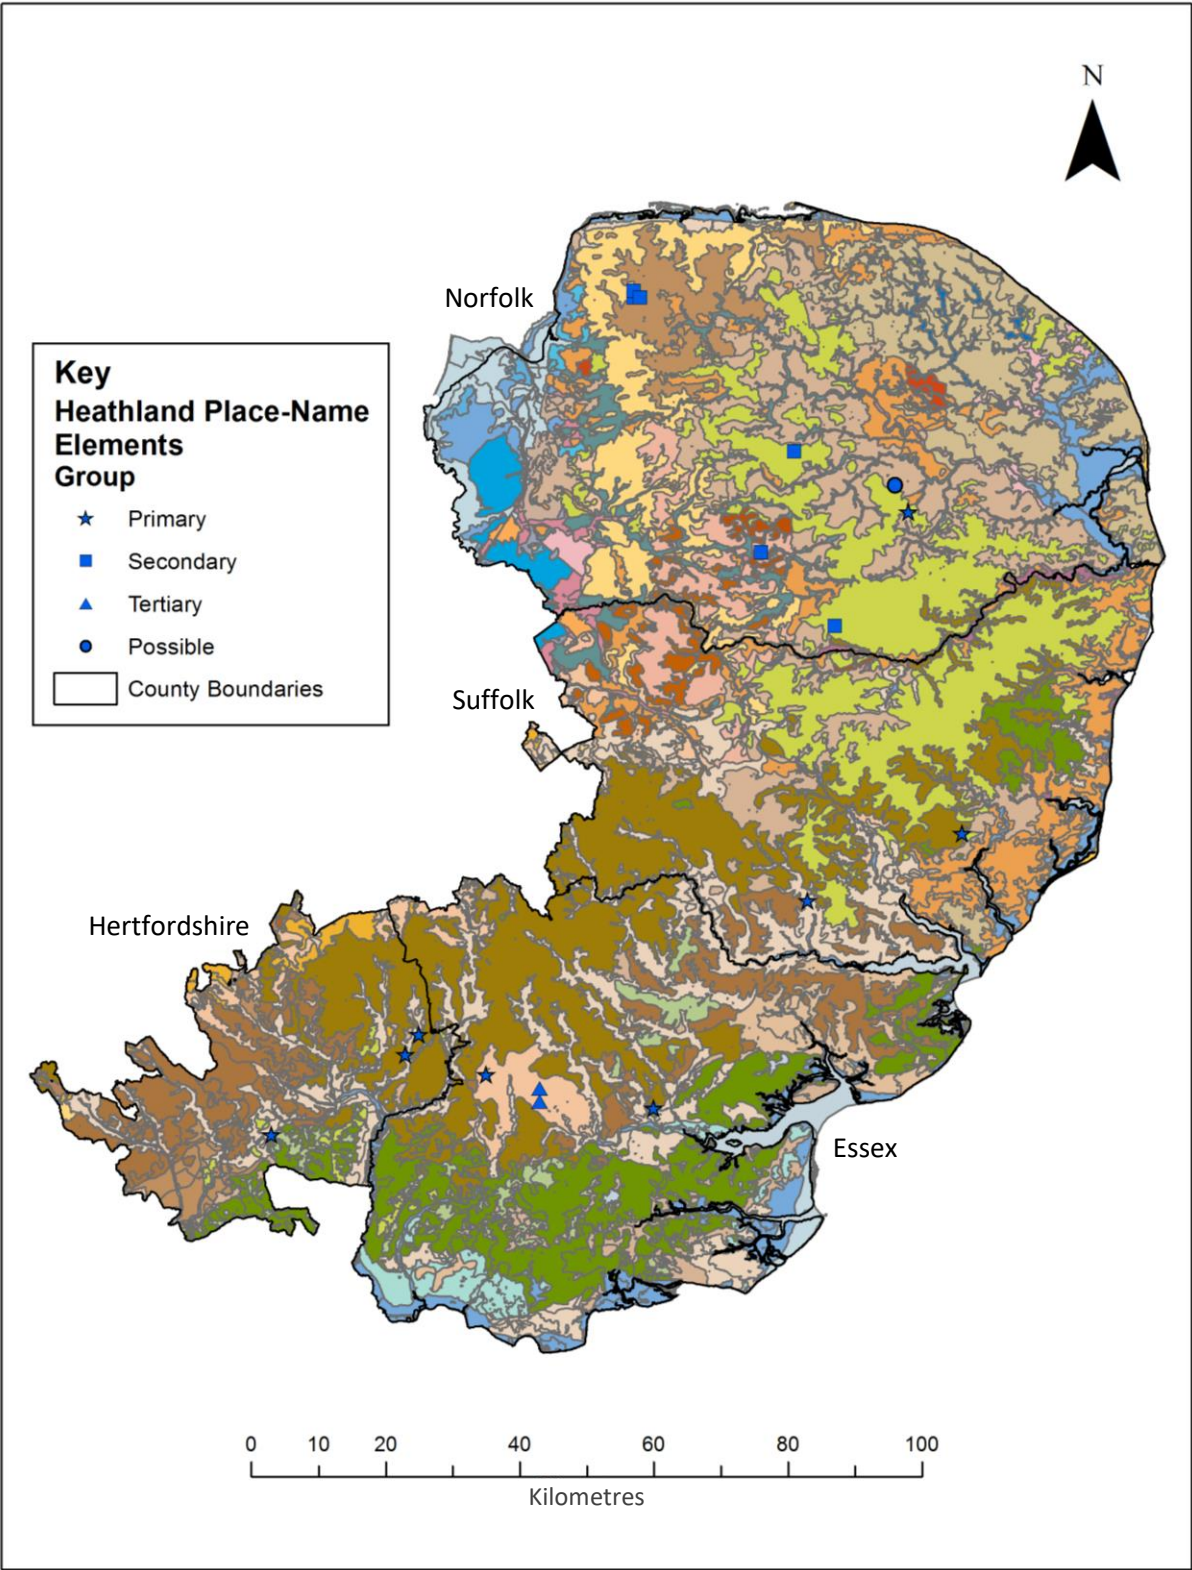 N
Norfolk
Key
Heathland Place-Name
Elements
Group
Primary
Secondary
Tertiary
Possible
County Boundaries
Suffolk
Hertfordshire
Essex
0 10 20 40 60 80 100
Kilometres